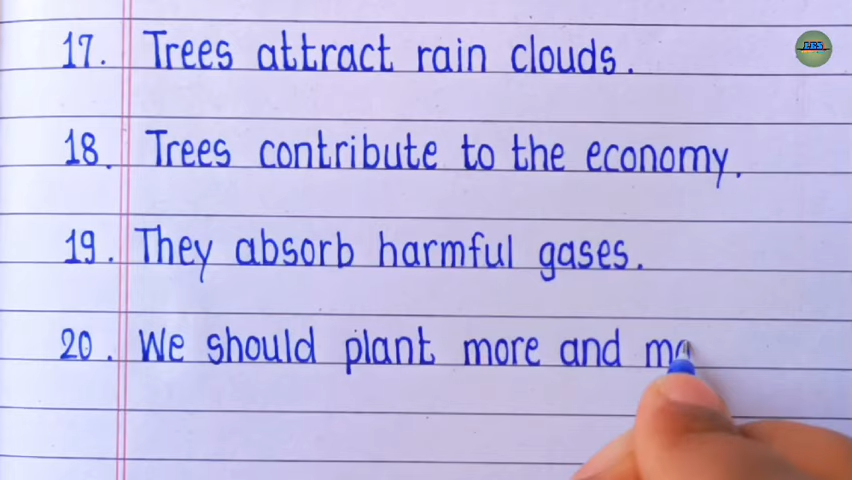 17. Trees attract rain clouds.
18. Trees contribute to the economy.
19. They absorb harmful gases.
20. We should plant more and mo